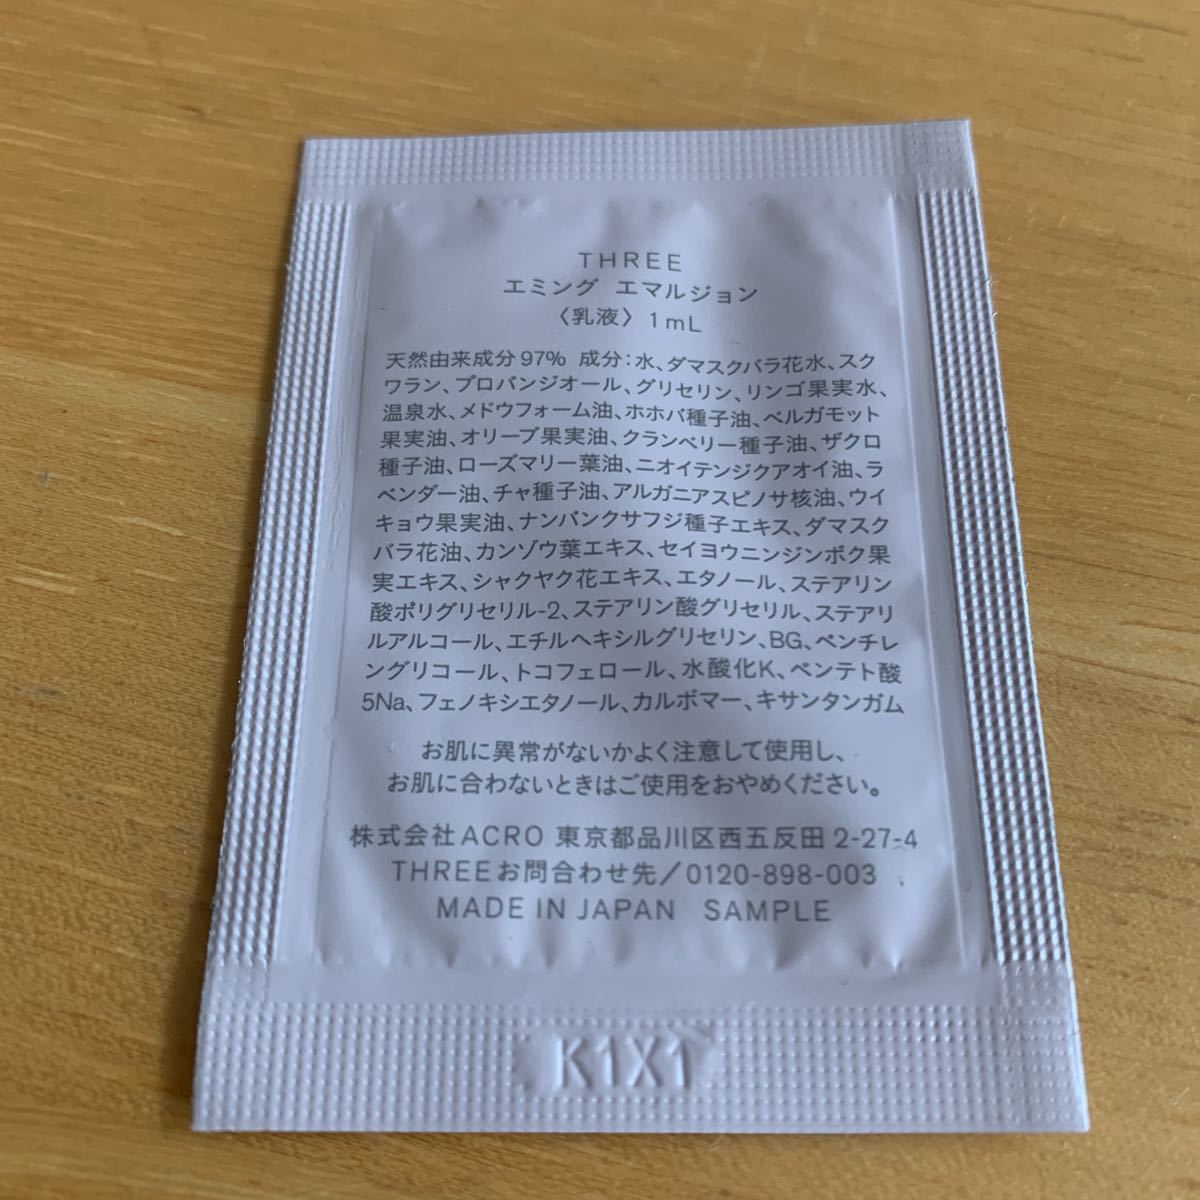 THREE
エミング エマルジョン
〈乳液〉1mL
天然由来成分97% 成分:水、ダマスクバラ花水、スク
ワラン、プロパンジオール、グリセリン、リンゴ果実水、
温泉水、メドウフォーム油、ホホバ種子油、ベルガモット
果実油、オリーブ果実油、クランベリー種子油、ザクロ
種子油、ローズマリー葉油、ニオイテンジクアオイ油、ラ
ベンダー油、チャ種子油、アルガニアスピノサ核油、ウイ
キョウ果実油、ナンバンクサフジ種子エキス、ダマスク
バラ花油、カンゾウ葉エキス、セイヨウニンジンボク果
実エキス、シャクヤク花エキス、エタノール、ステアリン
酸ポリグリセリル-2、ステアリン酸グリセリル、ステアリ
ルアルコール、エチルヘキシルグリセリン、BG、ペンチレ
ングリコール、トコフェロール、水酸化K、ペンテト酸
5Na、フェノキシエタノール、カルボマー、キサンタンガム
お肌に異常がないかよく注意して使用し、
お肌に合わないときはご使用をおやめください。
株式会社ACRO 東京都品川区西五反田2-27-4
THREEお問合わせ先/0120-898-003
MADE IN JAPAN SAMPLE
K1X1